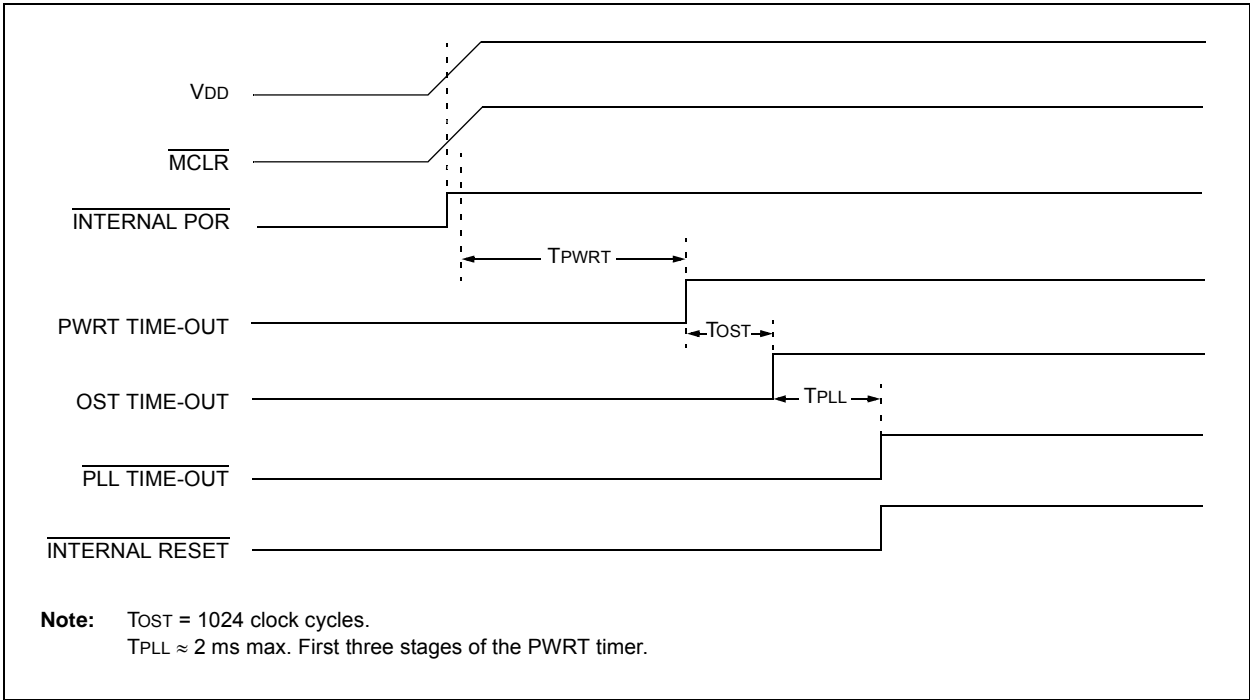 VDD
MCLR
INTERNAL POR
TPWRT
PWRT TIME-OUT
TOST
OST TIME-OUT
TPLL
PLL TIME-OUT
INTERNAL RESET
Note: TOST = 1024 clock cycles.
TPLL ≈ 2 ms max. First three stages of the PWRT timer.